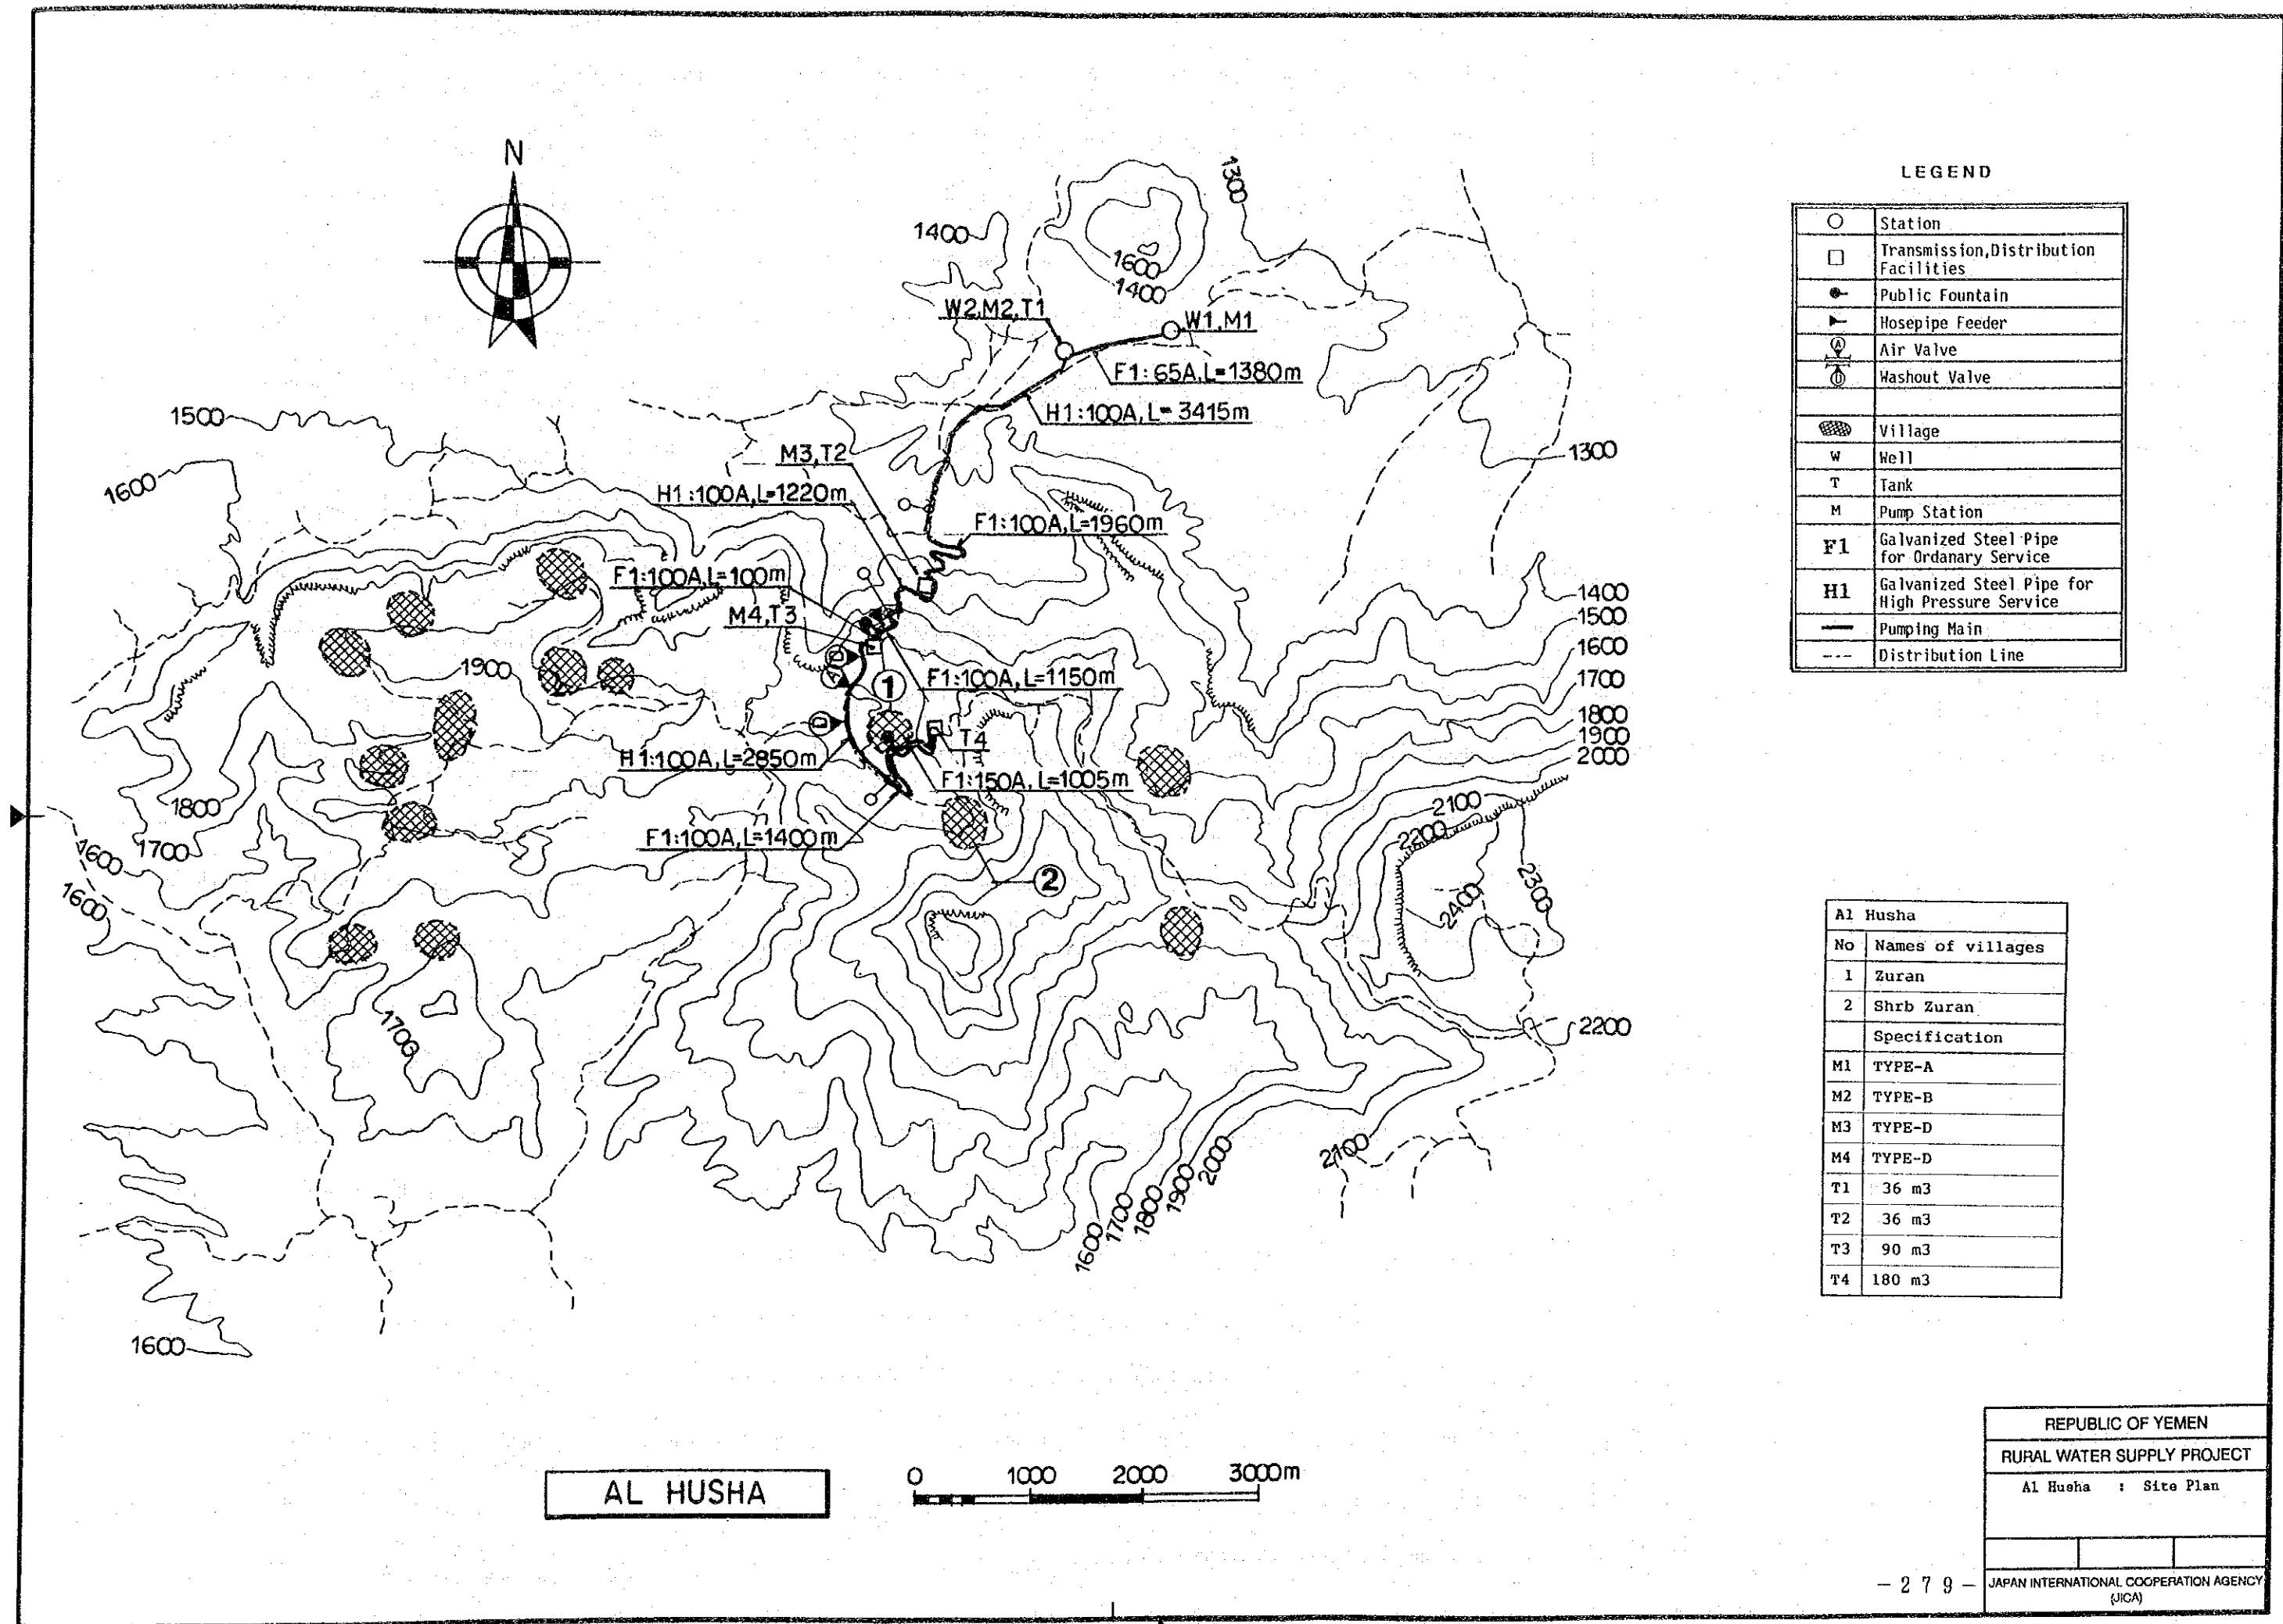 N
1300
1400
1600
1400
W2,M2,T1
W1,M1
F1:65A,L=1380m
H1:100A,L=3415m
1500
1600
M3,T2
H1:100A,L=1220m
1300
F1:100A,L=1960m
F1:100A,L=100m
M4,T3
1400
1500
1600
1700
1800
1900
2000
1900
D
A
1
F1:100A,L=1150m
D
T4
H1:100A,L=2850m
F1:150A,L=1005m
F1:100A,L=1400m
1800
1700
1600
1600
2100
2200
2
2400
2300
2200
1700
2100
1600
1700
1800
1900
2000
1600
AL HUSHA
0 1000 2000 3000m
LEGEND
Station
Transmission,Distribution
Facilities
Public Fountain
Hosepipe Feeder
A Air Valve
D Washout Valve
Village
W Well
T Tank
M Pump Station
F1 Galvanized Steel Pipe
for Ordanary Service
H1 Galvanized Steel Pipe for
High Pressure Service
Pumping Main
Distribution Line
Al Husha
No Names of villages
1 Zuran
2 Shrb Zuran
Specification
M1 TYPE-A
M2 TYPE-B
M3 TYPE-D
M4 TYPE-D
T1 36 m3
T2 36 m3
T3 90 m3
T4 180 m3
REPUBLIC OF YEMEN
RURAL WATER SUPPLY PROJECT
Al Husha : Site Plan
JAPAN INTERNATIONAL COOPERATION AGENCY
(JICA)
-279-